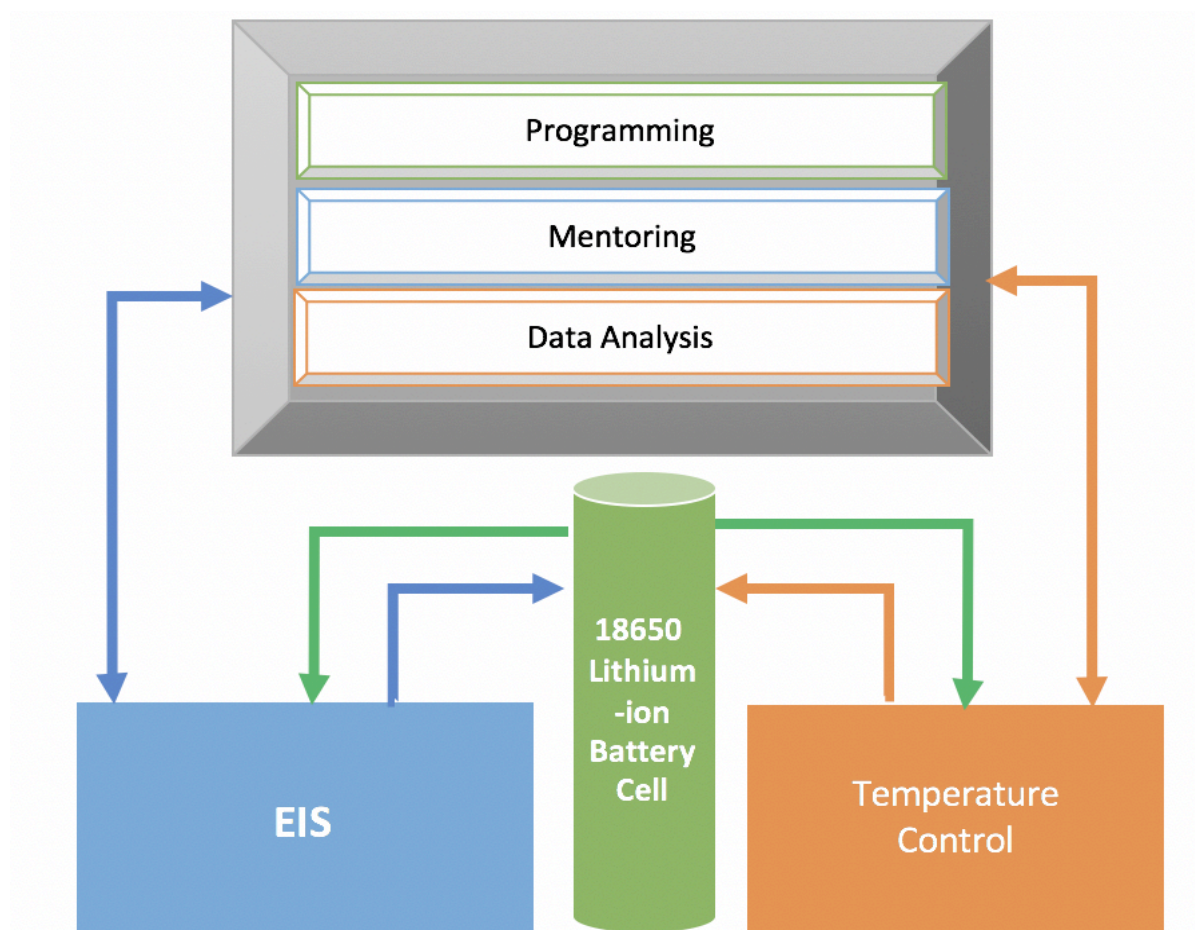 Programming
Mentoring
Data Analysis
18650
Lithium
-ion
Battery
Cell
EIS
Temperature
Control